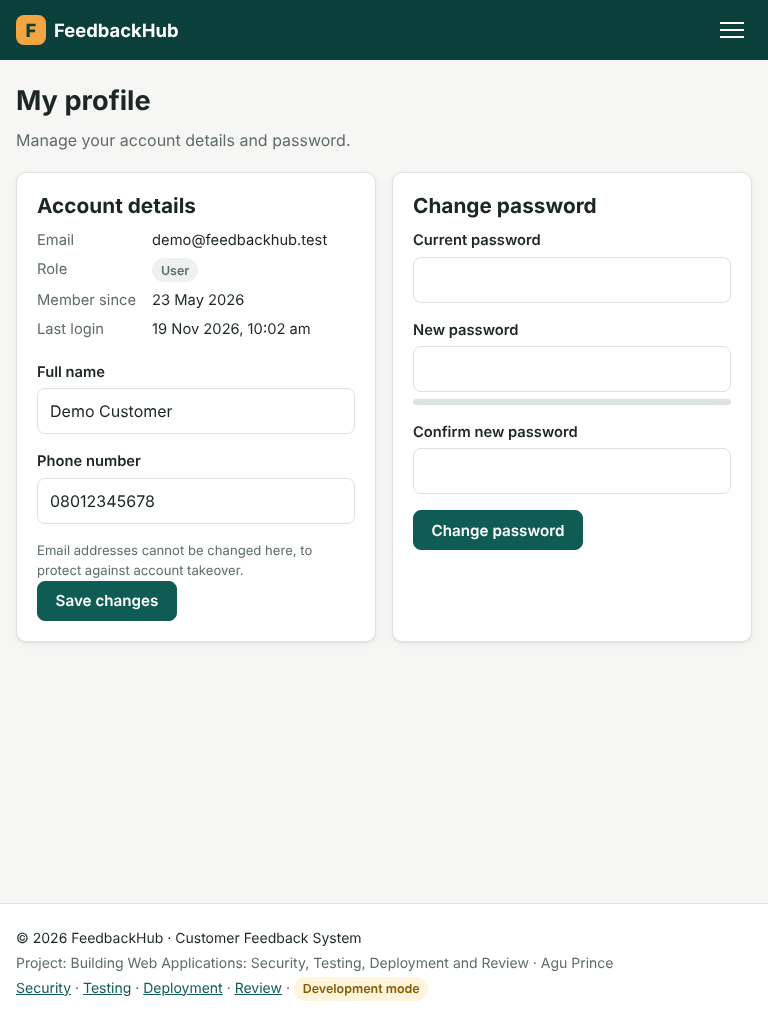 F FeedbackHub
My profile
Manage your account details and password.
Account details
Email demo@feedbackhub.test
Role User
Member since 23 May 2026
Last login 19 Nov 2026, 10:02 am
Full name
Demo Customer
Phone number
08012345678
Email addresses cannot be changed here, to
protect against account takeover.
Save changes
Change password
Current password
New password
Confirm new password
Change password
© 2026 FeedbackHub · Customer Feedback System
Project: Building Web Applications: Security, Testing, Deployment and Review · Agu Prince
Security · Testing · Deployment · Review · Development mode